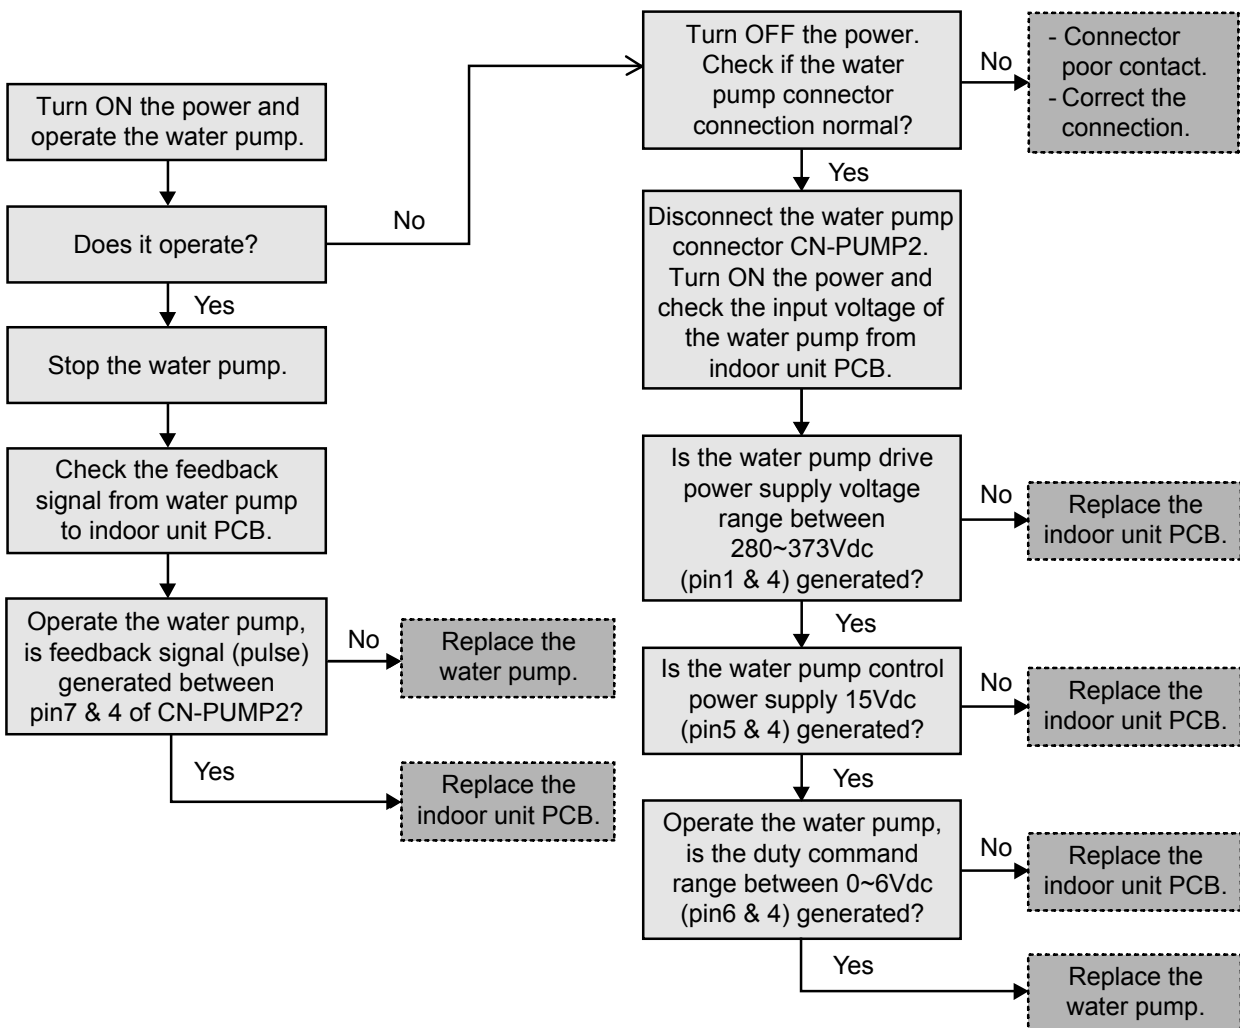 Turn ON the power and
operate the water pump.
Does it operate?
No
Yes
Stop the water pump.
Check the feedback
signal from water pump
to indoor unit PCB.
Operate the water pump,
is feedback signal (pulse)
generated between
pin7 & 4 of CN-PUMP2?
No
Replace the
water pump.
Yes
Replace the
indoor unit PCB.
Turn OFF the power.
Check if the water
pump connector
connection normal?
No
- Connector
poor contact.
- Correct the
connection.
Yes
Disconnect the water pump
connector CN-PUMP2.
Turn ON the power and
check the input voltage of
the water pump from
indoor unit PCB.
Is the water pump drive
power supply voltage
range between
280~373Vdc
(pin1 & 4) generated?
No
Replace the
indoor unit PCB.
Yes
Is the water pump control
power supply 15Vdc
(pin5 & 4) generated?
No
Replace the
indoor unit PCB.
Yes
Operate the water pump,
is the duty command
range between 0~6Vdc
(pin6 & 4) generated?
No
Replace the
indoor unit PCB.
Yes
Replace the
water pump.